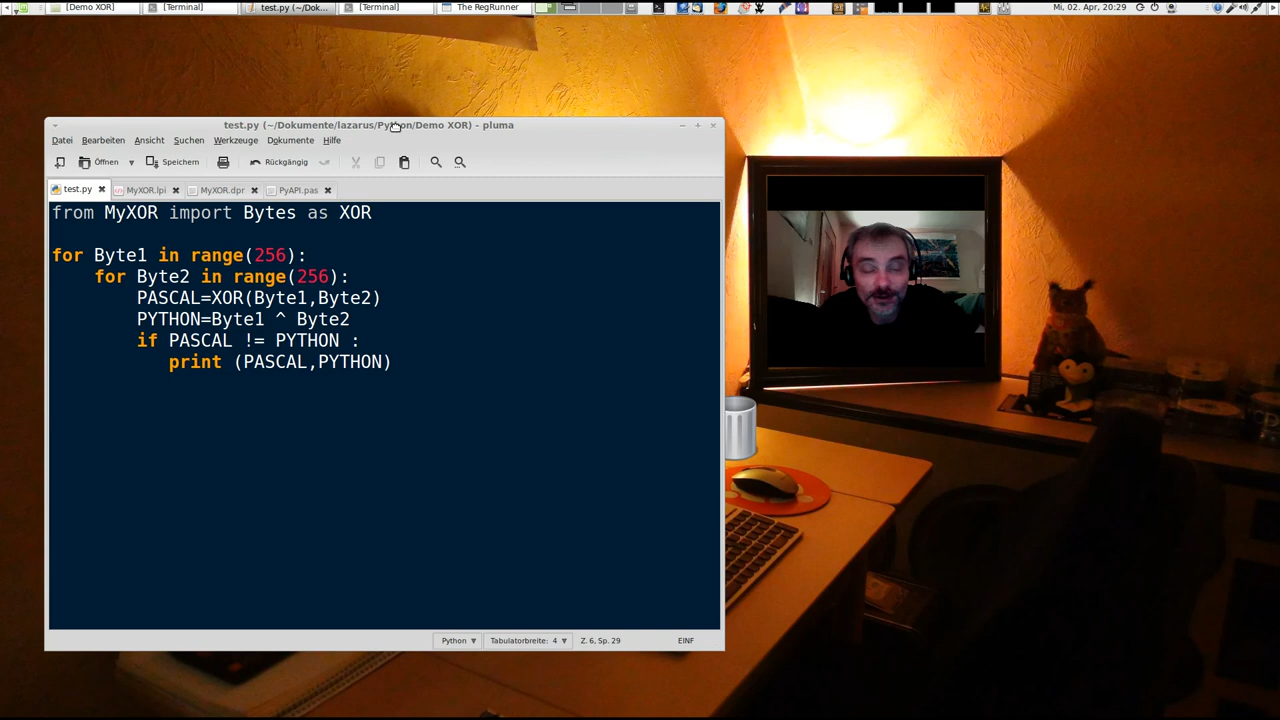 [Demo XOR]
[Terminal]
test.py (~/Dok...
[Terminal]
The RegRunner
Mi, 02. Apr, 20:29
test.py (~/Dokumente/lazarus/Python/Demo XOR) - pluma
Datei Bearbeiten Ansicht Suchen Werkzeuge Dokumente Hilfe
Öffnen Speichern Rückgängig
test.py MyXOR.lpi MyXOR.dpr PyAPI.pas
from MyXOR import Bytes as XOR
for Byte1 in range(256):
for Byte2 in range(256):
PASCAL=XOR(Byte1,Byte2)
PYTHON=Byte1 ^ Byte2
if PASCAL != PYTHON :
print (PASCAL,PYTHON)
Python Tabulatorbreite: 4 Z. 6, Sp. 29 EINF